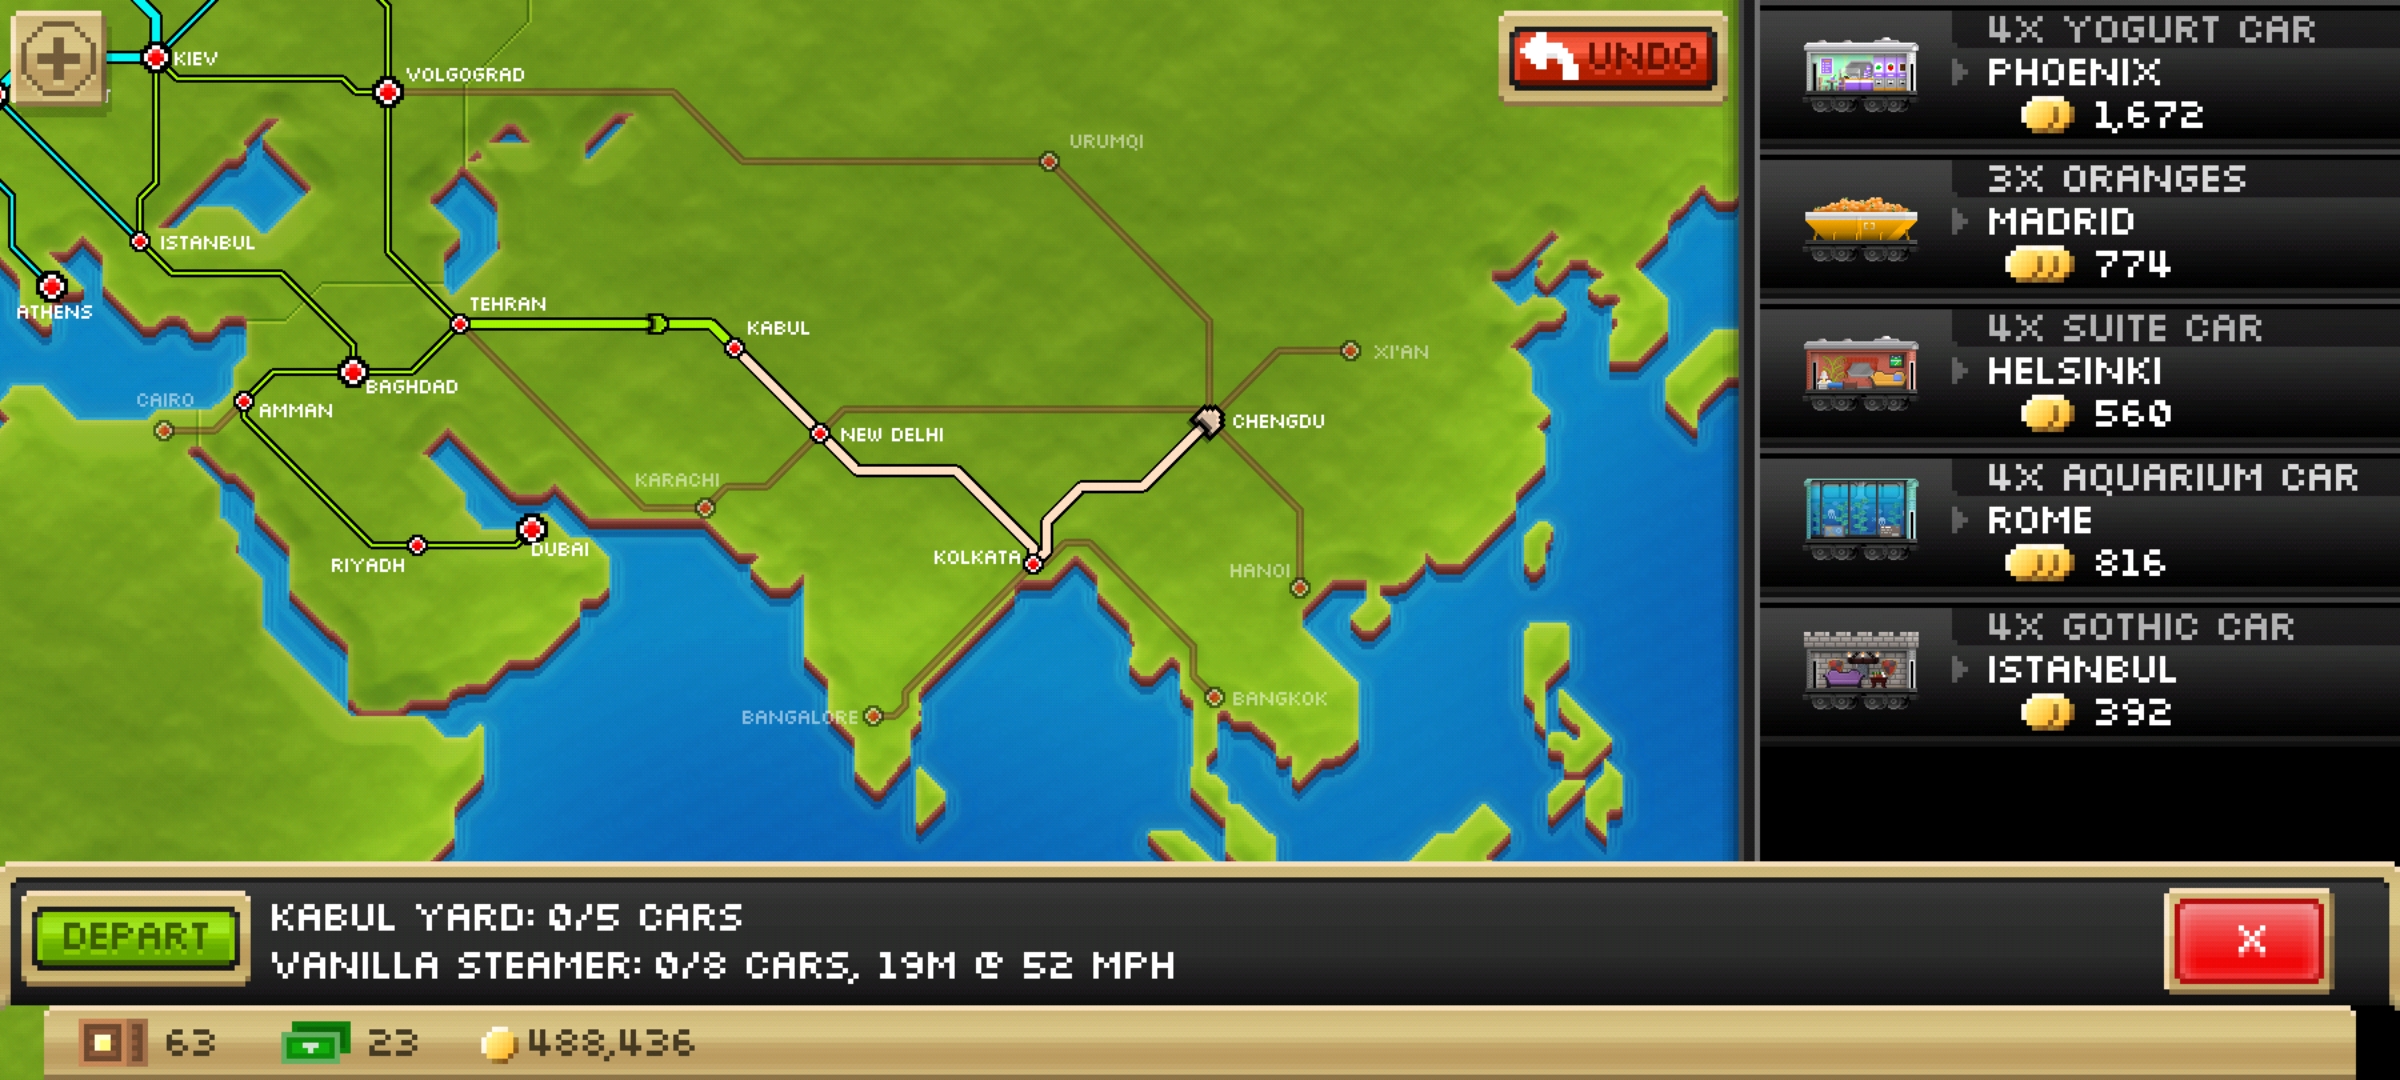 KIEV
VOLGOGRAD
UNDO
URUMQI
ISTANBUL
ATHENS
TEHRAN
KABUL
XI'AN
BAGHDAD
CAIRO
AMMAN
CHENGDU
NEW DELHI
KARACHI
DUBAI
RIYADH
KOLKATA
HANOI
BANGALORE
BANGKOK
4X YOGURT CAR
PHOENIX
1,672
3X ORANGES
MADRID
774
4X SUITE CAR
HELSINKI
560
4X AQUARIUM CAR
ROME
816
4X GOTHIC CAR
ISTANBUL
392
DEPART
KABUL YARD: 0/5 CARS
VANILLA STEAMER: 0/8 CARS, 19M @ 52 MPH
X
63
23
488,436